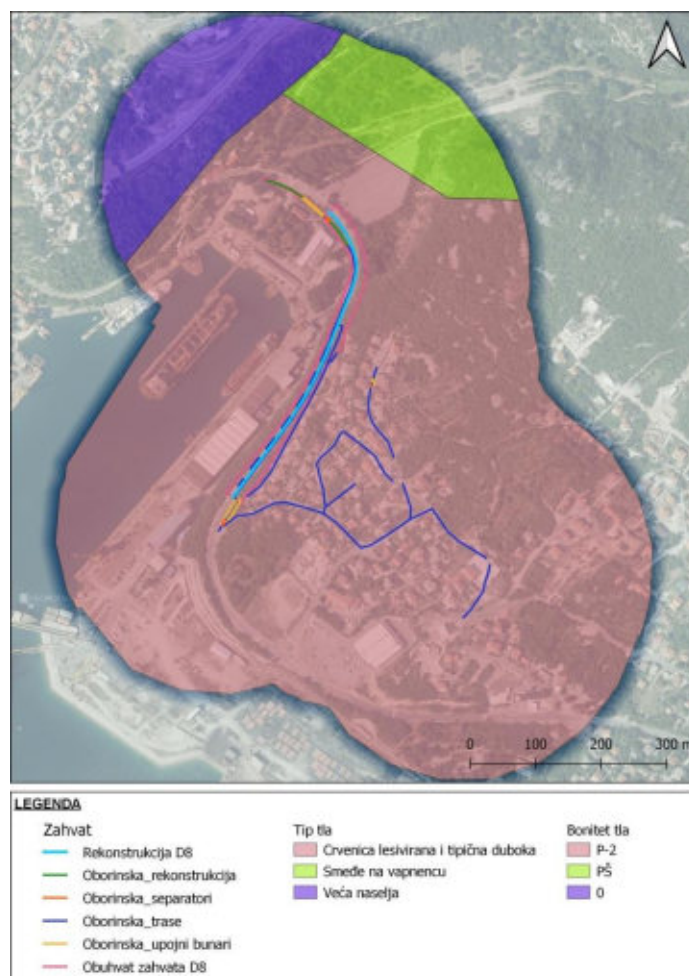 0 100 200 300 m
LEGENDA
Zahvat
Rekonstrukcija D8
Oborinska_rekonstrukcija
Oborinska_separatori
Oborinska_trase
Oborinska_upojni bunari
Obuhvat zahvata D8
Tip tla
Crvenica lesivirana i tipična duboka
Smeđe na vapnencu
Veća naselja
Bonitet tla
P-2
PŠ
0